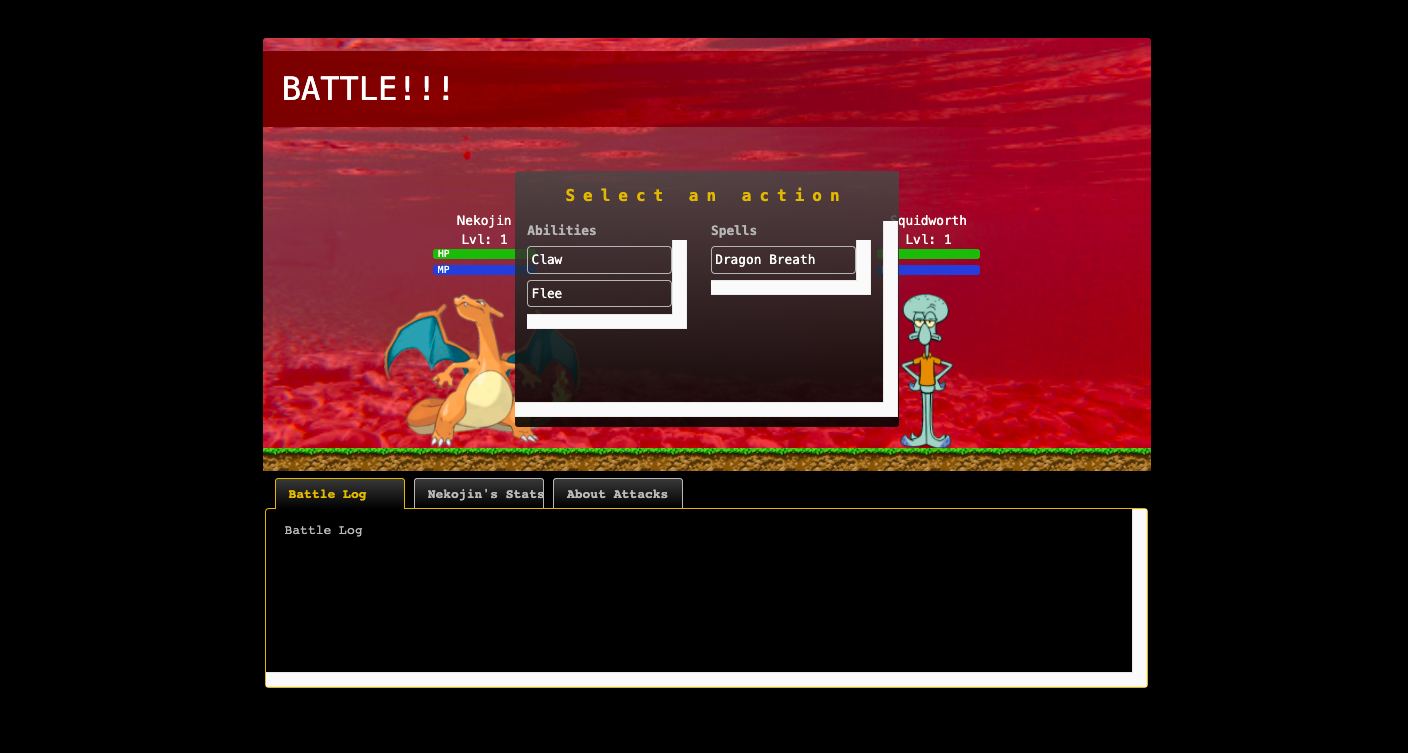 BATTLE!!!
Select an action
Nekojin
Lvl: 1
HP
MP
Abilities
Claw
Flee
Spells
Dragon Breath
quidworth
Lvl: 1
Battle Log
Nekojin's Stats
About Attacks
Battle Log